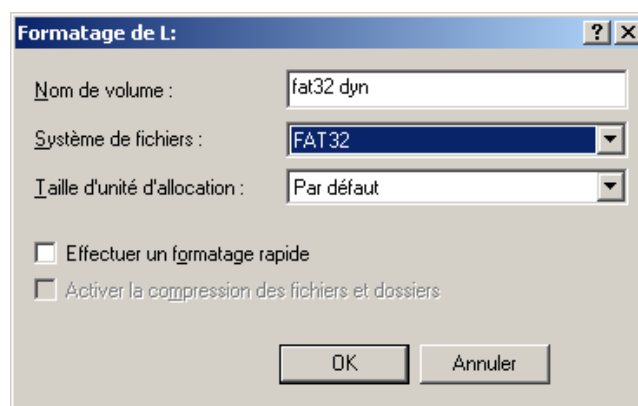 Formatage de L:
Nom de volume :
fat32 dyn
Système de fichiers :
FAT32
Taille d'unité d'allocation :
Par défaut
Effectuer un formatage rapide
Activer la compression des fichiers et dossiers
OK
Annuler